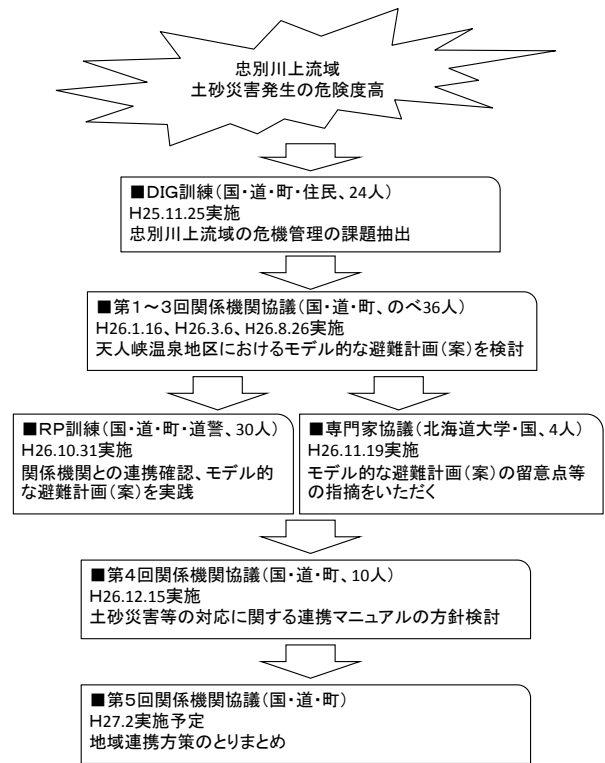 忠別川上流域
土砂災害発生の危険度高
■DIG訓練(国・道・町・住民、24人)
H25.11.25実施
忠別川上流域の危機管理の課題抽出
■第1～3回関係機関協議(国・道・町、のべ36人)
H26.1.16、H26.3.6、H26.8.26実施
天人峡温泉地区におけるモデル的な避難計画(案)を検討
■RP訓練(国・道・町・道警、30人)
H26.10.31実施
関係機関との連携確認、モデル的
な避難計画(案)を実践
■専門家協議(北海道大学・国、4人)
H26.11.19実施
モデル的な避難計画(案)の留意点等
の指摘をいただく
■第4回関係機関協議(国・道・町、10人)
H26.12.15実施
土砂災害等の対応に関する連携マニュアルの方針検討
■第5回関係機関協議(国・道・町)
H27.2実施予定
地域連携方策のとりまとめ